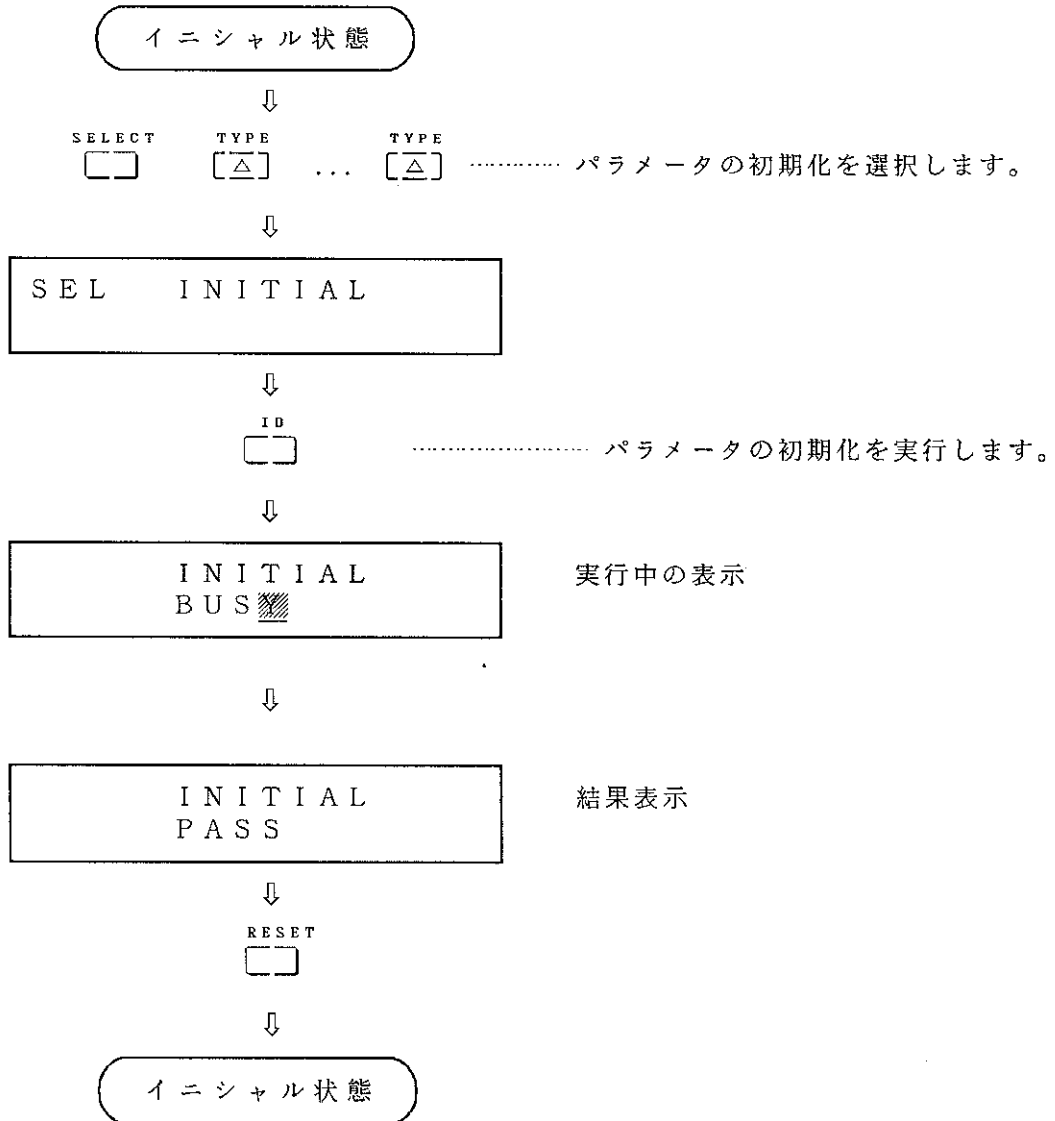 イニシャル状態
⇩
SELECT TYPE TYPE
△ ... △ ………… パラメータの初期化を選択します。
⇩
SEL INITIAL
⇩
ID
………………… パラメータの初期化を実行します。
⇩
INITIAL 実行中の表示
BUSY
⇩
INITIAL 結果表示
PASS
⇩
RESET
⇩
イニシャル状態